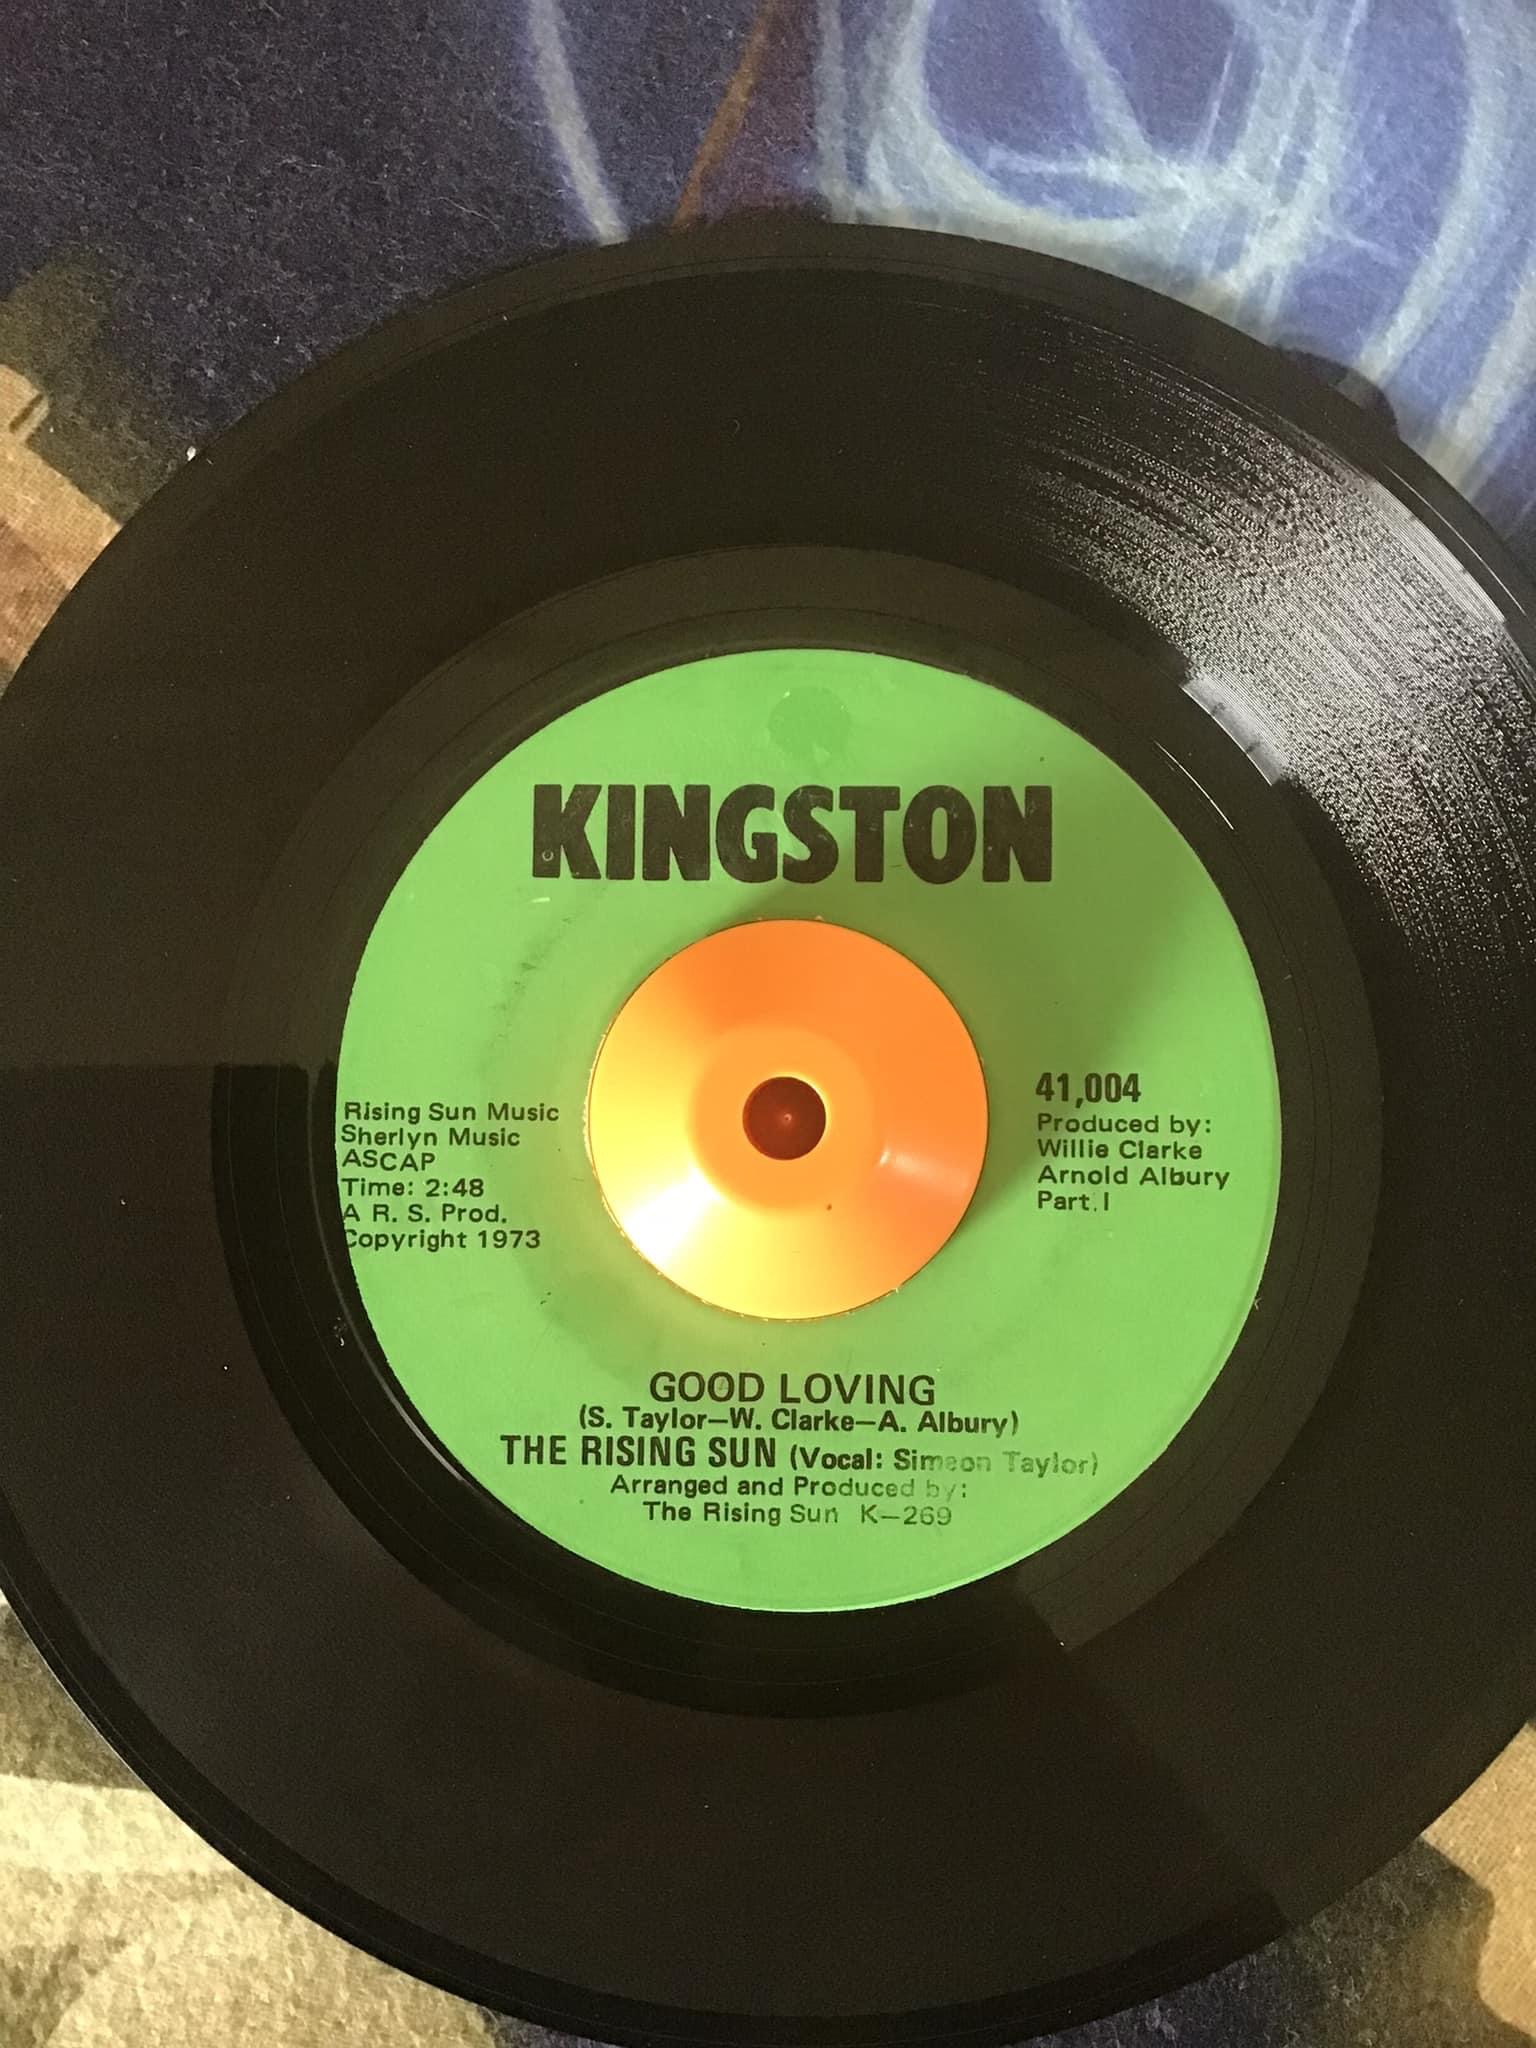 KINGSTON
Rising Sun Music
Sherlyn Music
ASCAP
Time: 2:48
A R. S. Prod.
Copyright 1973
41,004
Produced by:
Willie Clarke
Arnold Albury
Part.I
GOOD LOVING
(S. Taylor—W. Clarke—A. Albury)
THE RISING SUN (Vocal: Simeon Taylor)
Arranged and Produced by:
The Rising Sun K—269